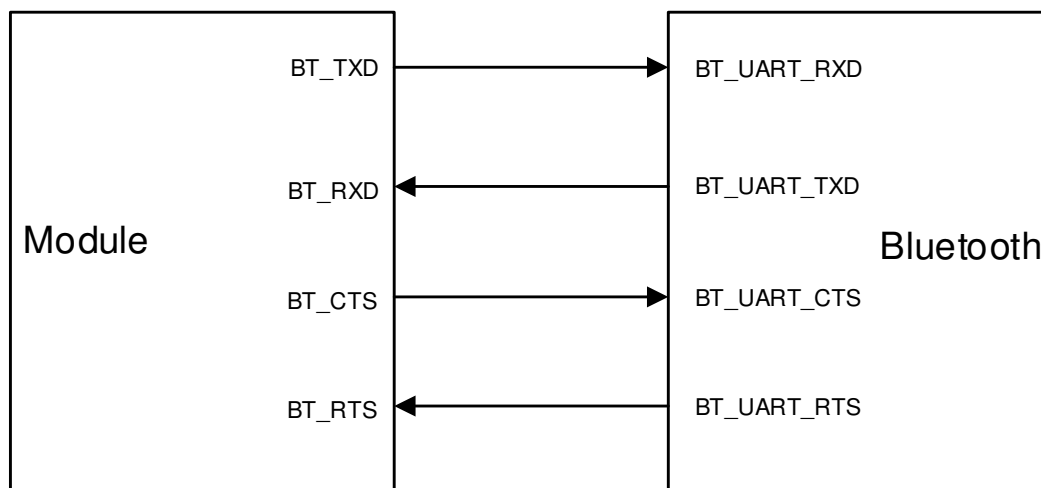 BT_TXD
BT_UART_RXD
BT_RXD
BT_UART_TXD
Module
Bluetooth
BT_CTS
BT_UART_CTS
BT_RTS
BT_UART_RTS